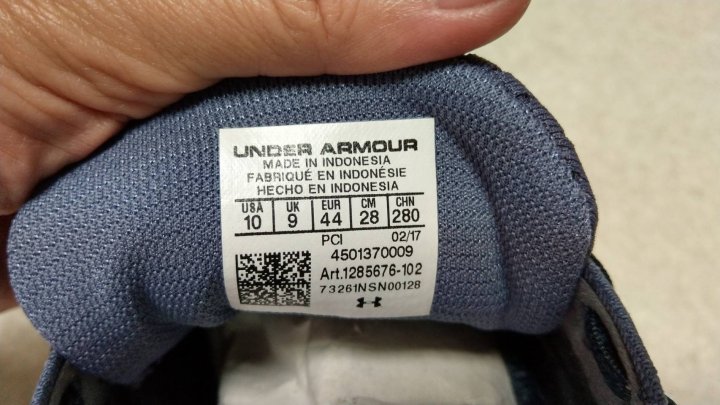 UNDER ARMOUR
MADE IN INDONESIA
FABRIQUÉ EN INDONÉSIE
HECHO EN INDONESIA
USA UK EUR CM CHN
10 9 44 28 280
PCI 02/17
4501370009
Art.1285676-102
73261NSN00128